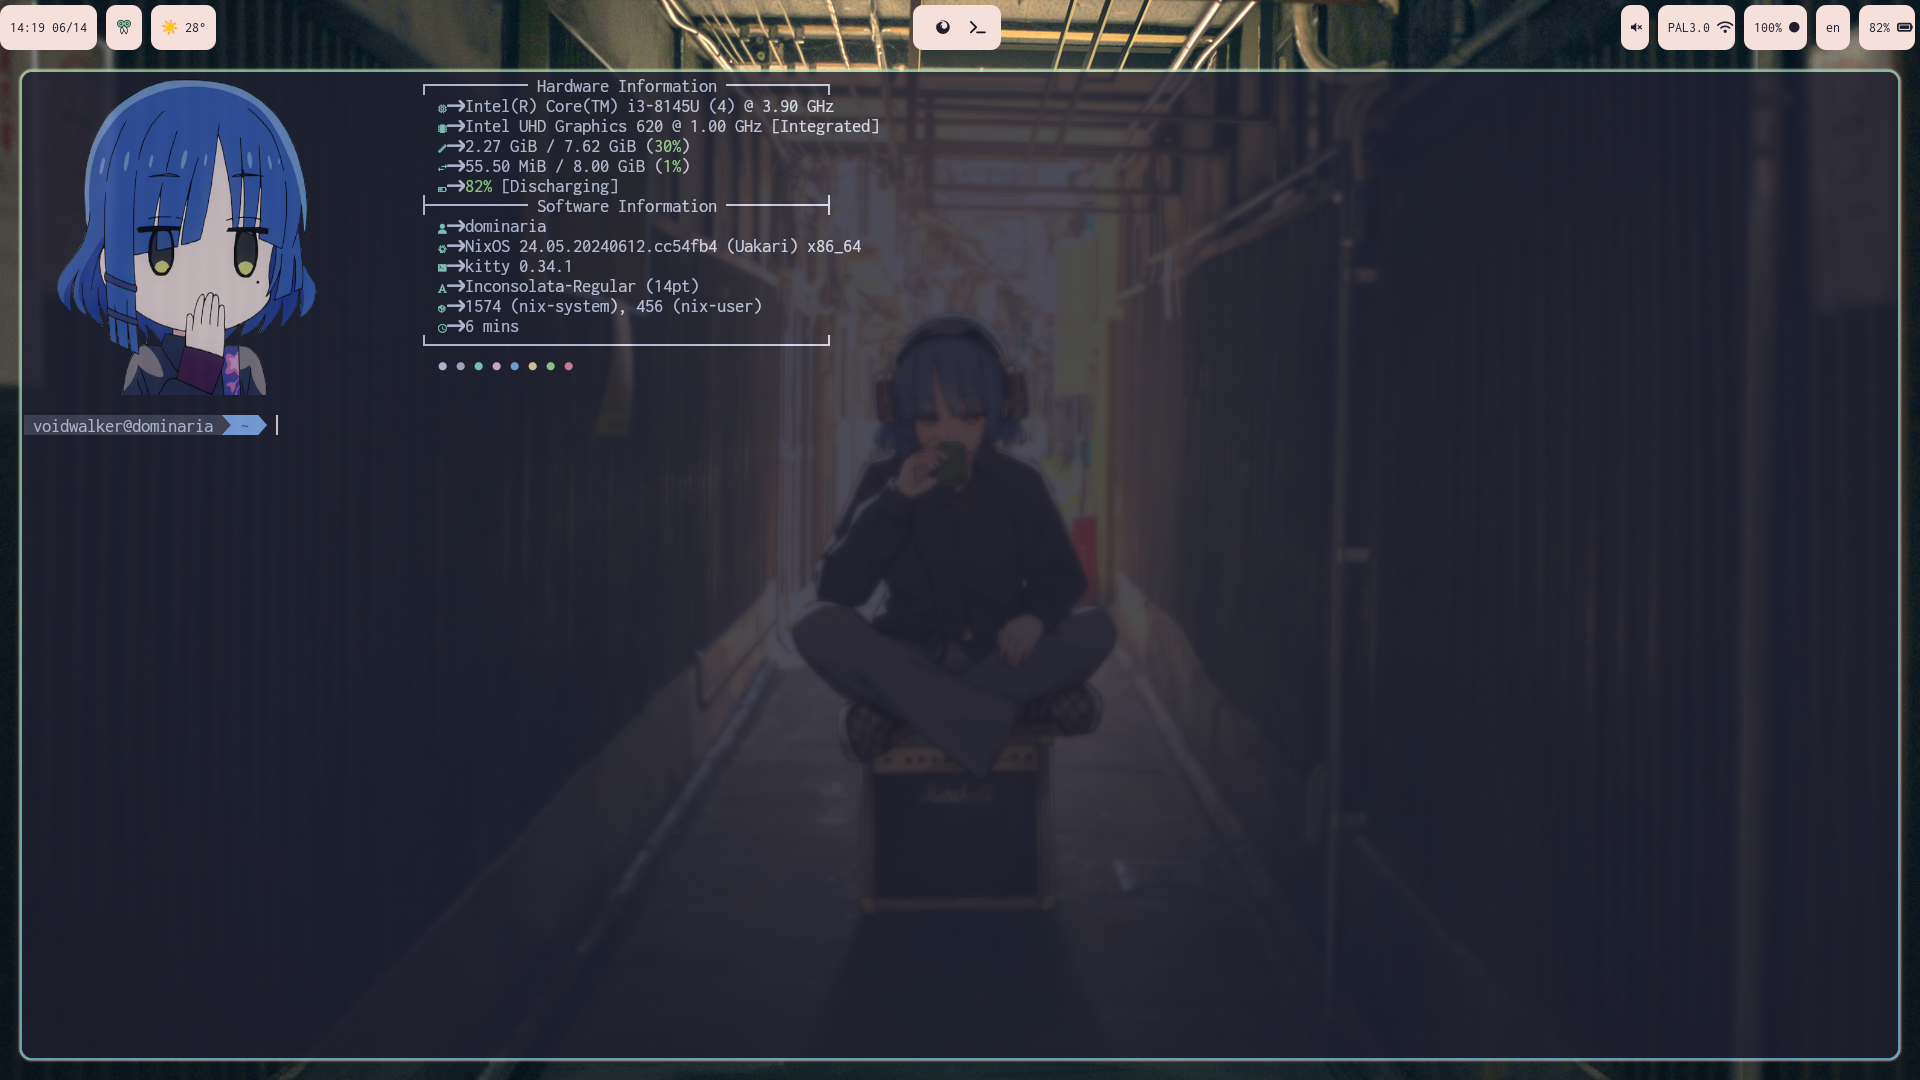 14:19 06/14
28°
PAL3.0
100%
en
82%
Hardware Information
Intel(R) Core(TM) i3-8145U (4) @ 3.90 GHz
Intel UHD Graphics 620 @ 1.00 GHz [Integrated]
2.27 GiB / 7.62 GiB (30%)
55.50 MiB / 8.00 GiB (1%)
82% [Discharging]
Software Information
dominaria
NixOS 24.05.20240612.cc54fb4 (Uakari) x86_64
kitty 0.34.1
Inconsolata-Regular (14pt)
1574 (nix-system), 456 (nix-user)
6 mins
voidwalker@dominaria ~
Marshall